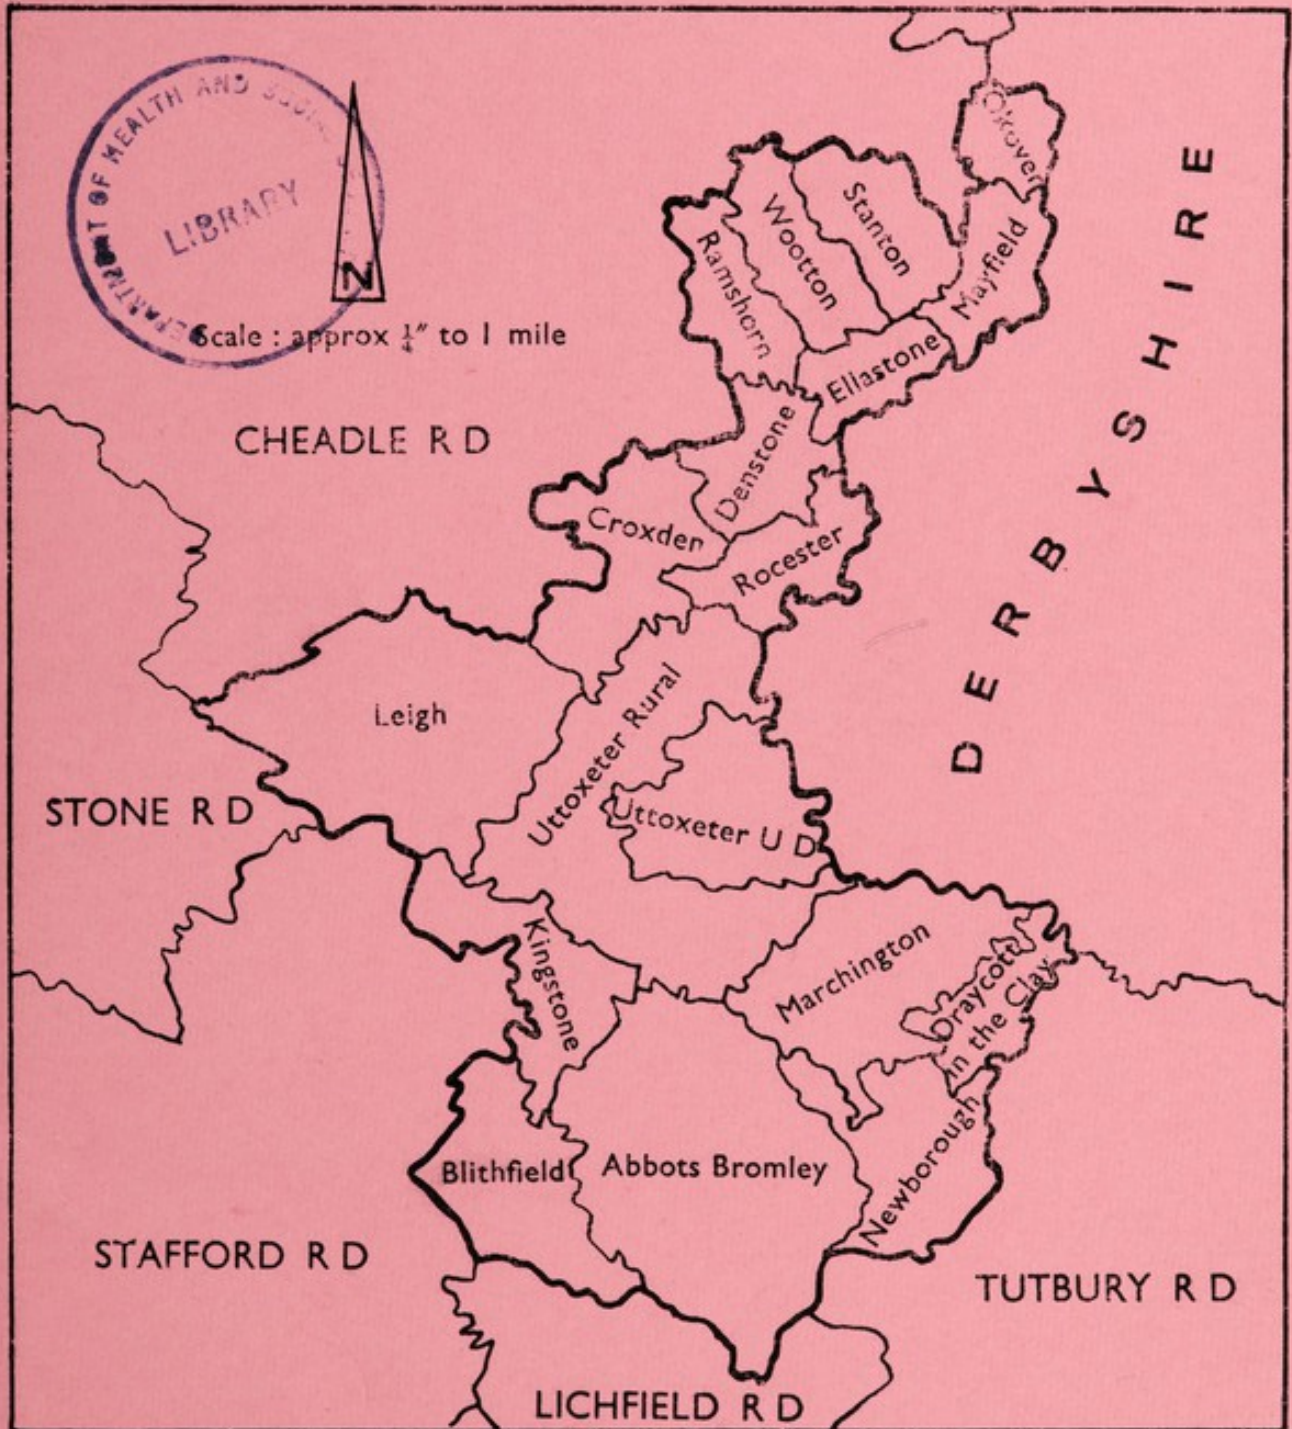 DEPARTMENT OF HEALTH AND
LIBRARY
N
Scale : approx ¼" to 1 mile
Okover
Stanton
Wootton
Ramshorn
Mayfield
Ellastone
DERBYSHIRE
CHEADLE R D
Denstone
Croxden
Rocester
Leigh
Uttoxeter Rural
STONE R D
Uttoxeter U D
Kingstone
Marchington
Draycott
in the Clay
Blithfield
Abbots Bromley
Newborough
STAFFORD R D
TUTBURY R D
LICHFIELD R D